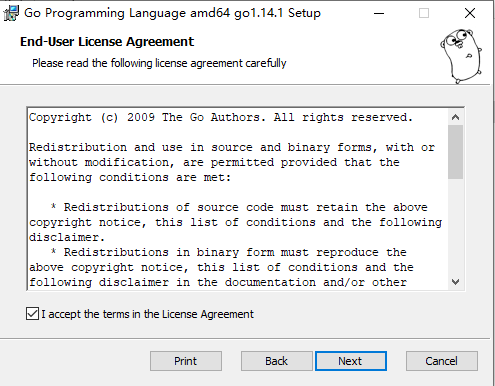 Go Programming Language amd64 go1.14.1 Setup
End-User License Agreement
Please read the following license agreement carefully
Copyright (c) 2009 The Go Authors. All rights reserved.
Redistribution and use in source and binary forms, with or
without modification, are permitted provided that the
following conditions are met:
* Redistributions of source code must retain the above
copyright notice, this list of conditions and the following
disclaimer.
* Redistributions in binary form must reproduce the
above copyright notice, this list of conditions and the
following disclaimer in the documentation and/or other
I accept the terms in the License Agreement
Print
Back
Next
Cancel